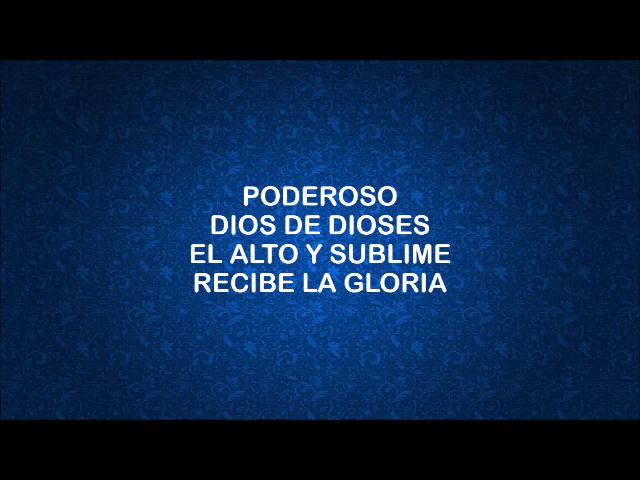 PODEROSO
DIOS DE DIOSES
EL ALTO Y SUBLIME
RECIBE LA GLORIA